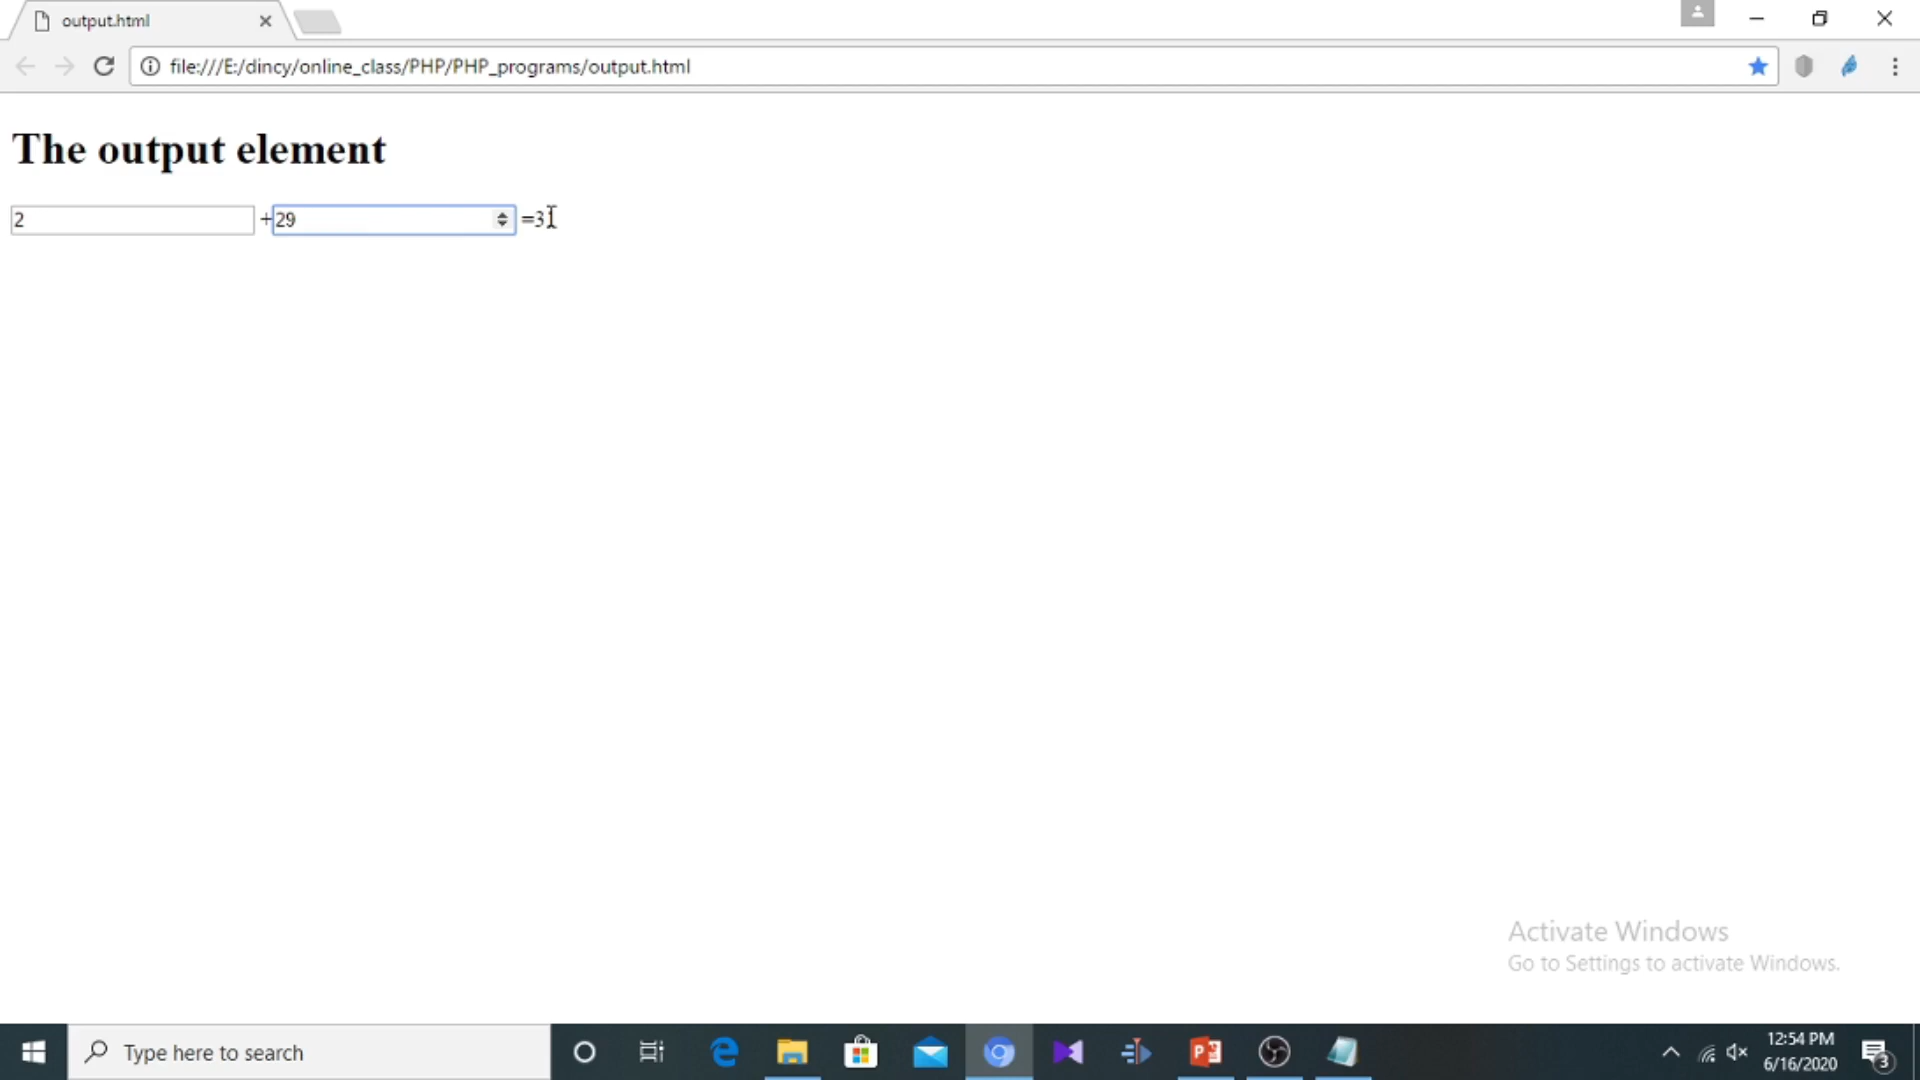 output.html
file:///E:/dincy/online_class/PHP/PHP_programs/output.html
The output element
2 +29 =31
Activate Windows
Go to Settings to activate Windows.
Type here to search
12:54 PM
6/16/2020
3